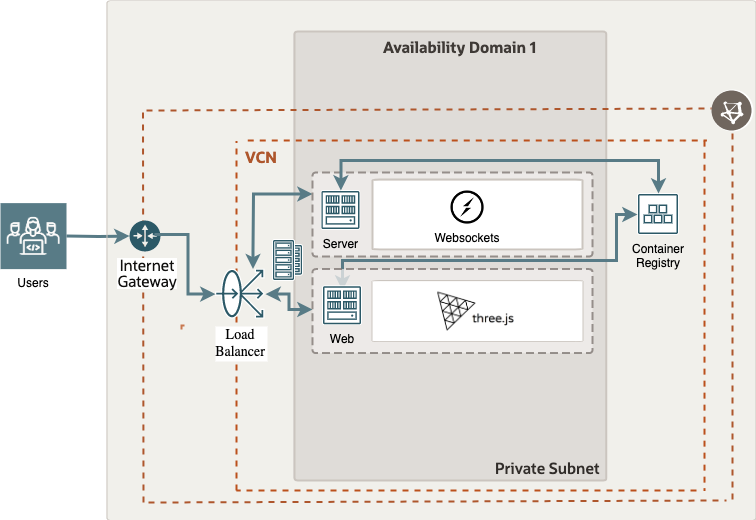 Availability Domain 1
VCN
Server
Websockets
Container
Registry
Users
Internet
Gateway
Load
Balancer
Web
three.js
Private Subnet